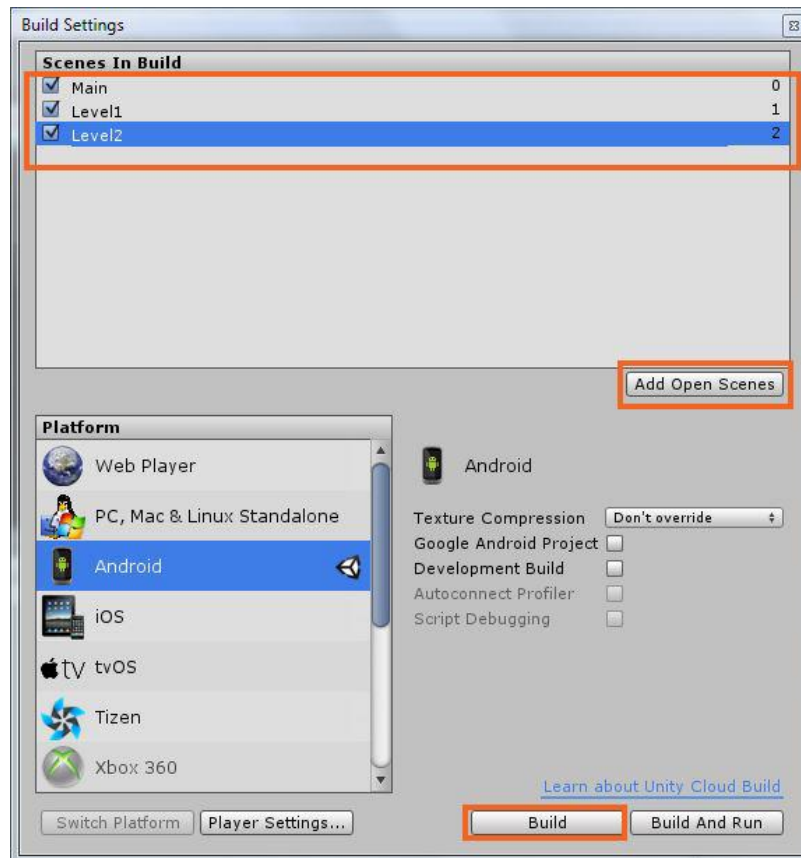 Build Settings
Scenes In Build
Main 0
Level1 1
Level2 2
Add Open Scenes
Platform
Web Player
PC, Mac & Linux Standalone
Android
iOS
tv tvOS
Tizen
Xbox 360
Android
Texture Compression Don't override
Google Android Project
Development Build
Autoconnect Profiler
Script Debugging
Learn about Unity Cloud Build
Switch Platform Player Settings... Build Build And Run